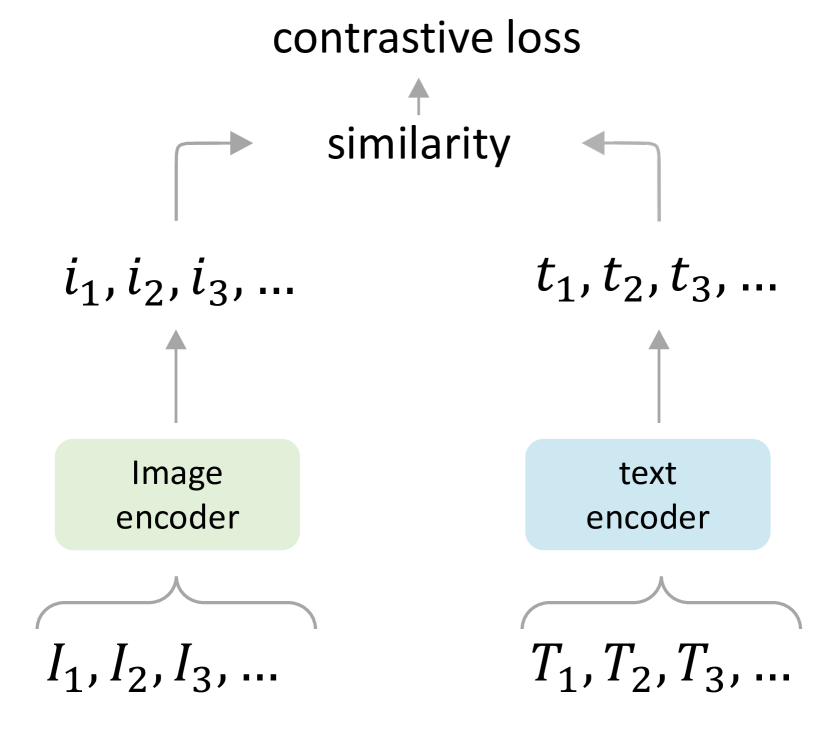 contrastive loss
similarity
i₁, i₂, i₃, ...
t₁, t₂, t₃, ...
Image
encoder
text
encoder
I₁, I₂, I₃, ...
T₁, T₂, T₃, ...